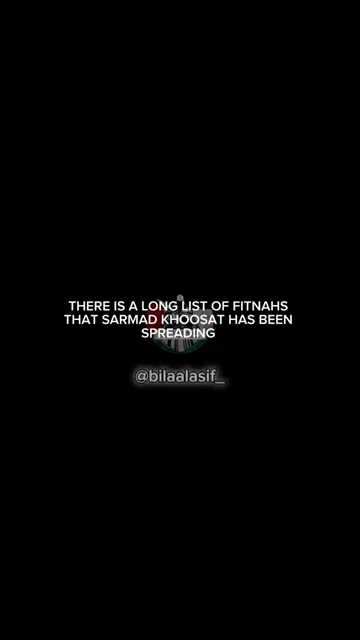 THERE IS A LONG LIST OF FITNAHS
THAT SARMAD KHOOSAT HAS BEEN
SPREADING
@bilaalasif_